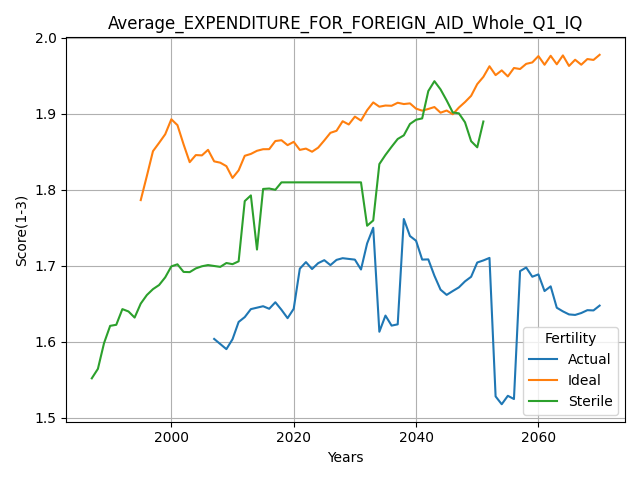 Average_EXPENDITURE_FOR_FOREIGN_AID_Whole_Q1_IQ
2.0
1.9
1.8
1.7
1.6
1.5
Score(1-3)
2000 2020 2040 2060
Years
Fertility
Actual
Ideal
Sterile